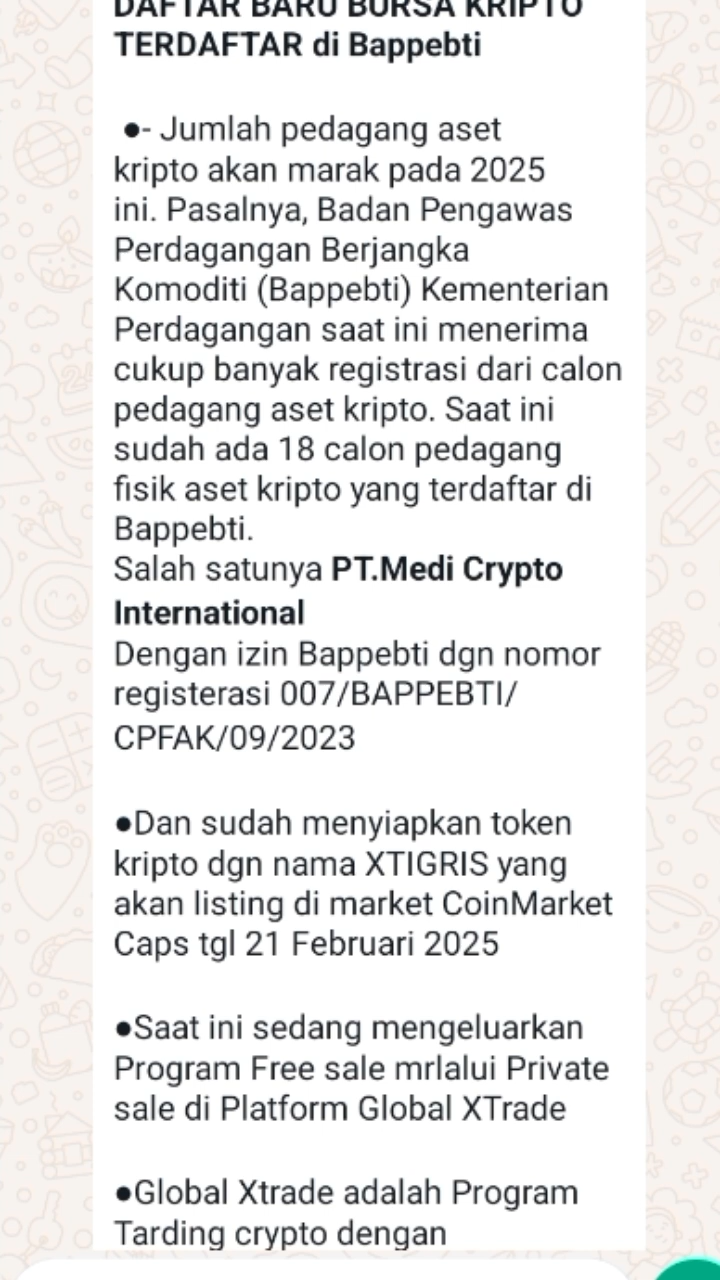 DAFTAR BARU BURSA KRIPTO
TERDAFTAR di Bappebti
●- Jumlah pedagang aset
kripto akan marak pada 2025
ini. Pasalnya, Badan Pengawas
Perdagangan Berjangka
Komoditi (Bappebti) Kementerian
Perdagangan saat ini menerima
cukup banyak registrasi dari calon
pedagang aset kripto. Saat ini
sudah ada 18 calon pedagang
fisik aset kripto yang terdaftar di
Bappebti.
Salah satunya PT.Medi Crypto
International
Dengan izin Bappebti dgn nomor
registerasi 007/BAPPEBTI/
CPFAK/09/2023
●Dan sudah menyiapkan token
kripto dgn nama XTIGRIS yang
akan listing di market CoinMarket
Caps tgl 21 Februari 2025
●Saat ini sedang mengeluarkan
Program Free sale mrlalui Private
sale di Platform Global XTrade
●Global Xtrade adalah Program
Tarding crypto dengan